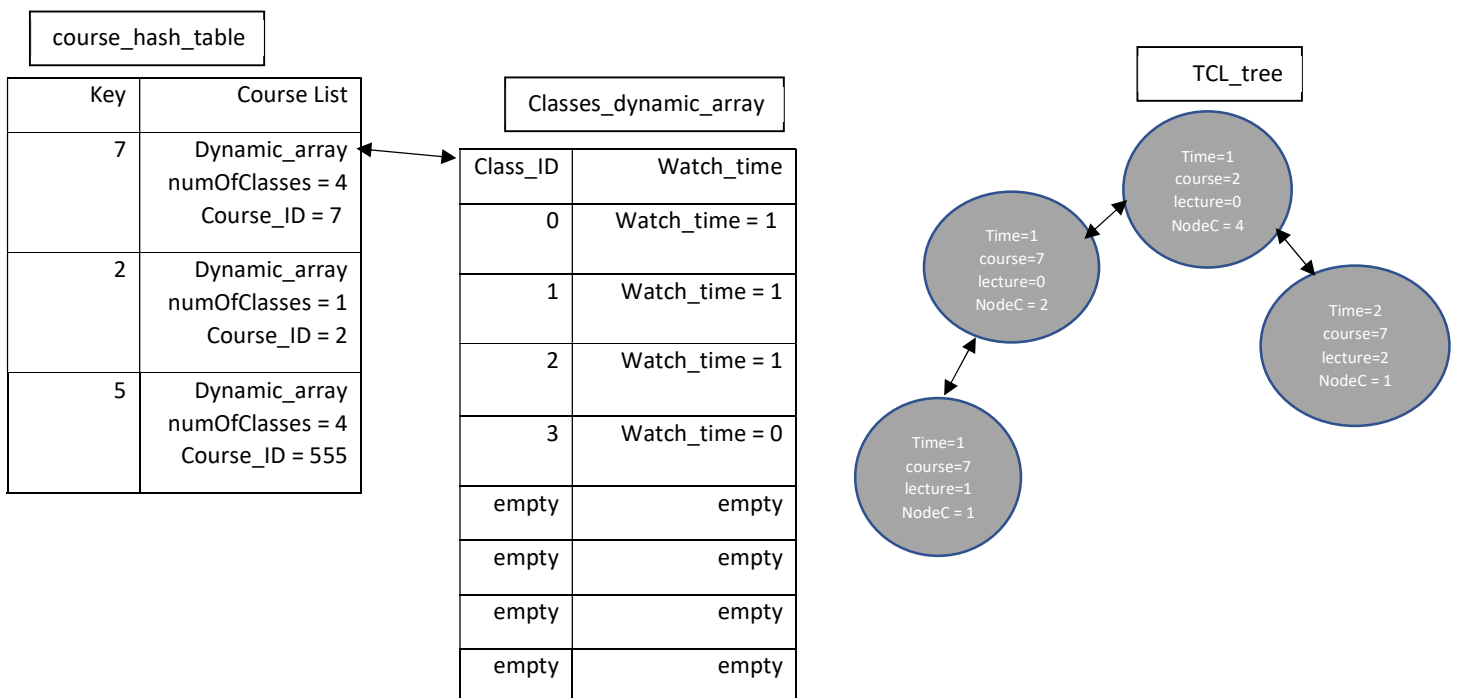 course_hash_table
Key Course List
7 Dynamic_array
numOfClasses = 4
Course_ID = 7
2 Dynamic_array
numOfClasses = 1
Course_ID = 2
5 Dynamic_array
numOfClasses = 4
Course_ID = 555
Classes_dynamic_array
Class_ID Watch_time
0 Watch_time = 1
1 Watch_time = 1
2 Watch_time = 1
3 Watch_time = 0
empty empty
empty empty
empty empty
empty empty
TCL_tree
Time=1
course=2
lecture=0
NodeC = 4
Time=1
course=7
lecture=0
NodeC = 2
Time=2
course=7
lecture=2
NodeC = 1
Time=1
course=7
lecture=1
NodeC = 1